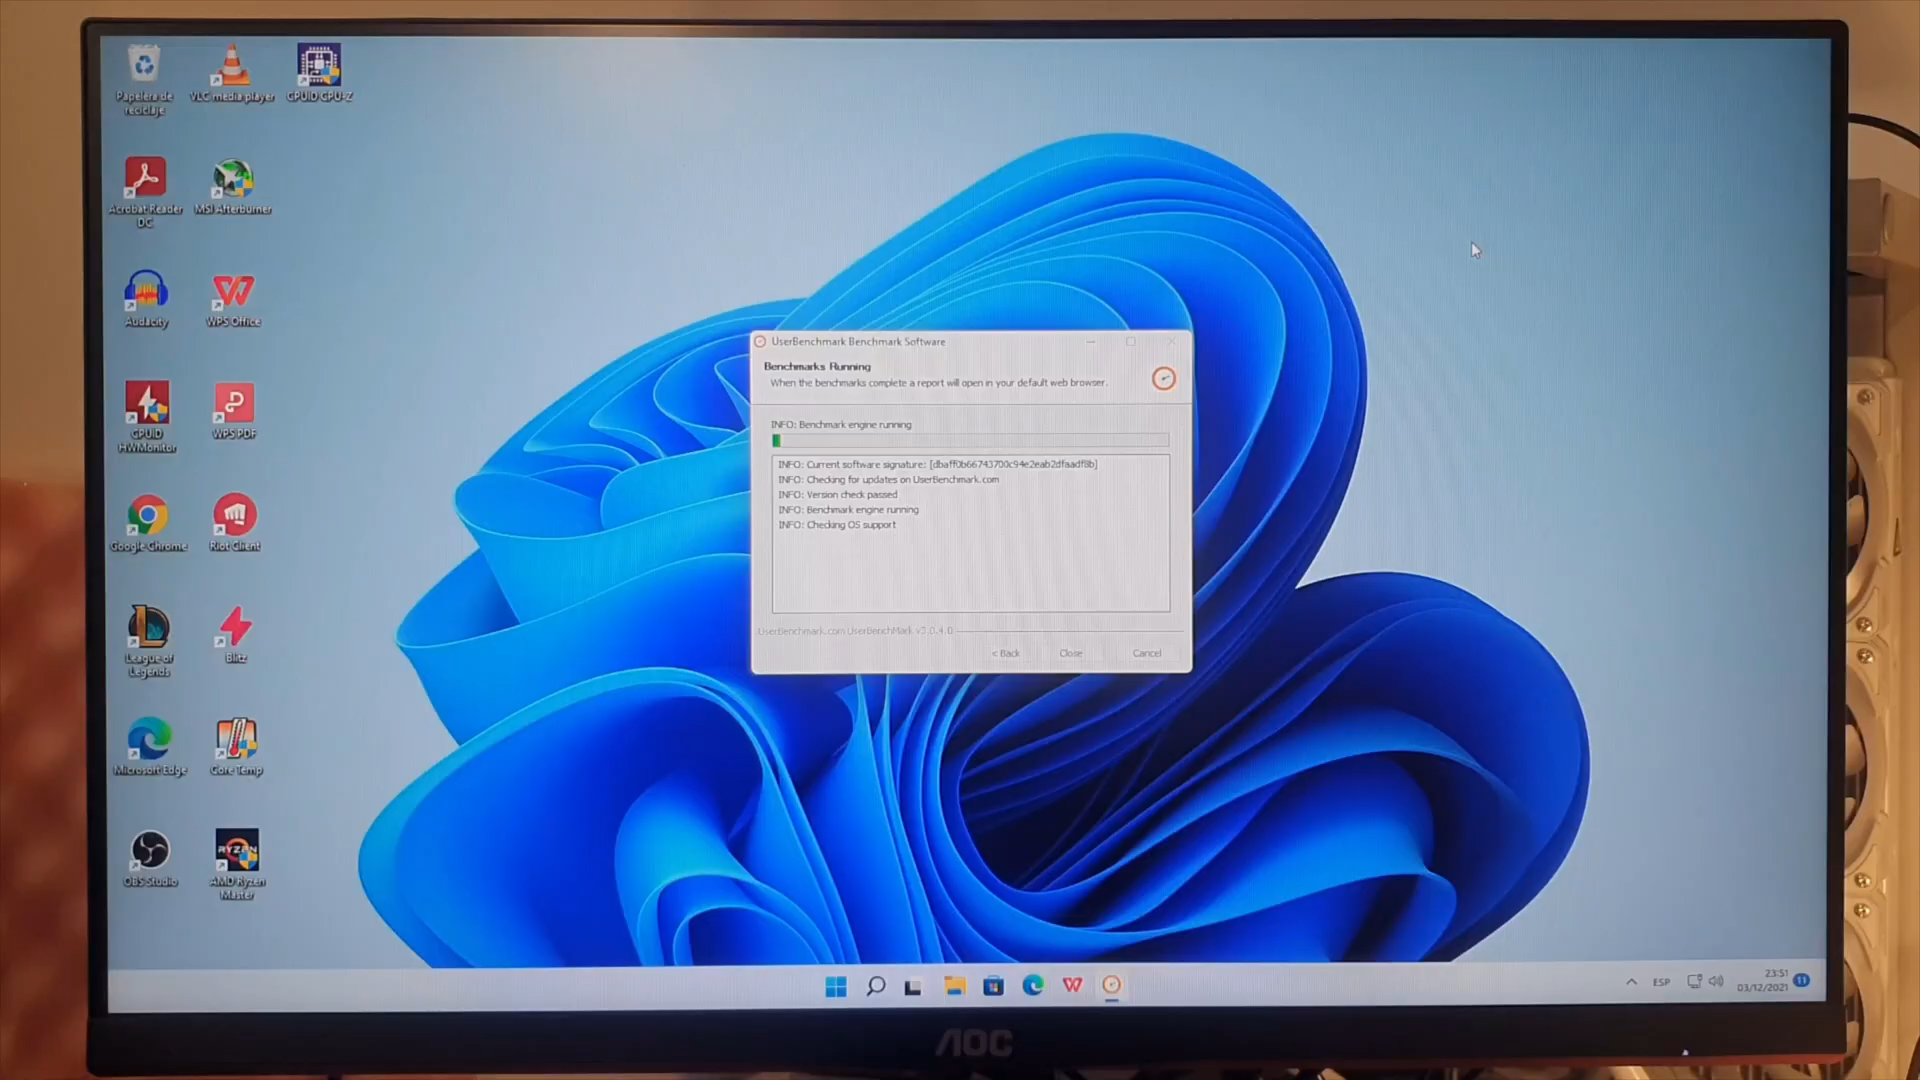 Papelera de
reciclaje
VLC media player
CPUID CPU-Z
Acrobat Reader
DC
MSI Afterburner
Audacity
WPS Office
CPUID
HWMonitor
WPS PDF
Google Chrome
Riot Client
League of
Legends
Blitz
Microsoft Edge
Core Temp
OBS Studio
RYZEN
AMD Ryzen
Master
UserBenchmark Benchmark Software
Benchmarks Running
When the benchmarks complete a report will open in your default web browser.
INFO: Benchmark engine running
INFO: Current software signature: [dbaff0b66743700c94e2eab2dfaadf8b]
INFO: Checking for updates on UserBenchmark.com
INFO: Version check passed
INFO: Benchmark engine running
INFO: Checking OS support
UserBenchmark.com UserBenchMark v3.0.4.0
< Back
Close
Cancel
ESP
23:51
03/12/2021
11
AOC